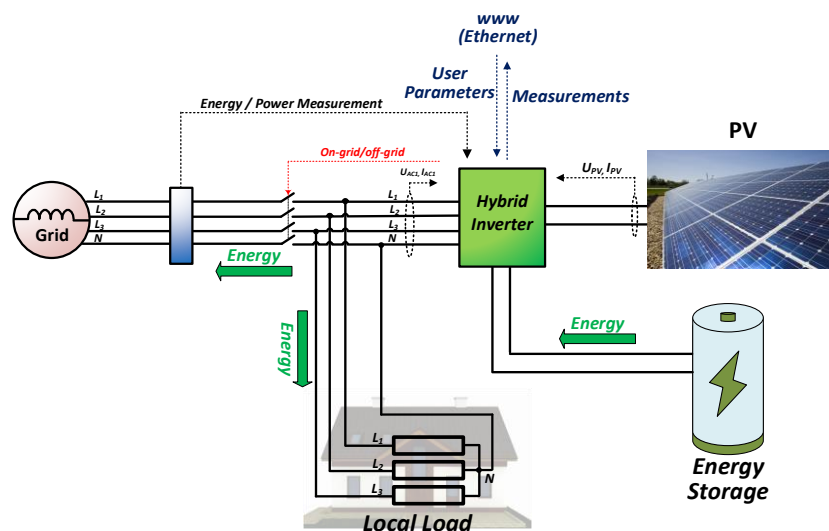 www
(Ethernet)
User
Parameters
Measurements
Energy / Power Measurement
PV
On-grid/off-grid
U_AC1, I_AC1
U_PV, I_PV
L1
L2
L3
N
Grid
L1
L2
L3
N
Hybrid
Inverter
Energy
Energy
Energy
L1
L2
L3
N
Local Load
Energy
Storage